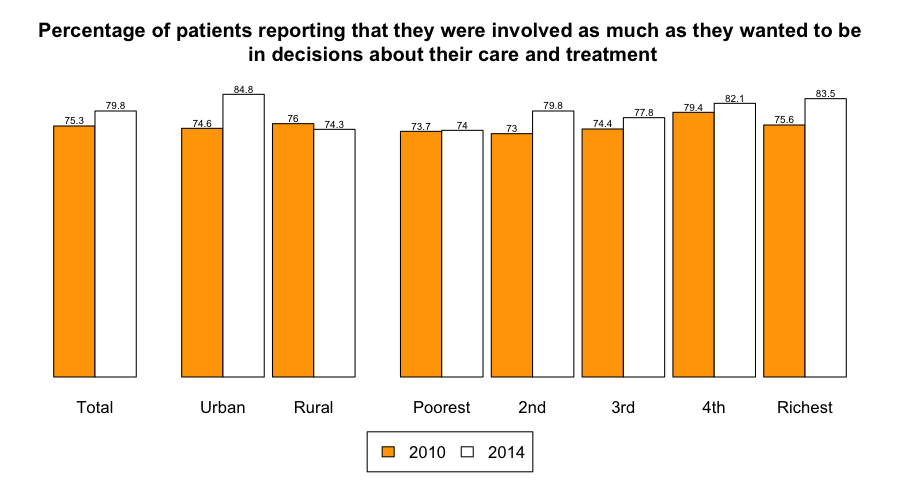 Percentage of patients reporting that they were involved as much as they wanted to be
in decisions about their care and treatment
75.3 79.8 74.6 84.8 76 74.3 73.7 74 73 79.8 74.4 77.8 79.4 82.1 75.6 83.5
Total Urban Rural Poorest 2nd 3rd 4th Richest
2010 2014